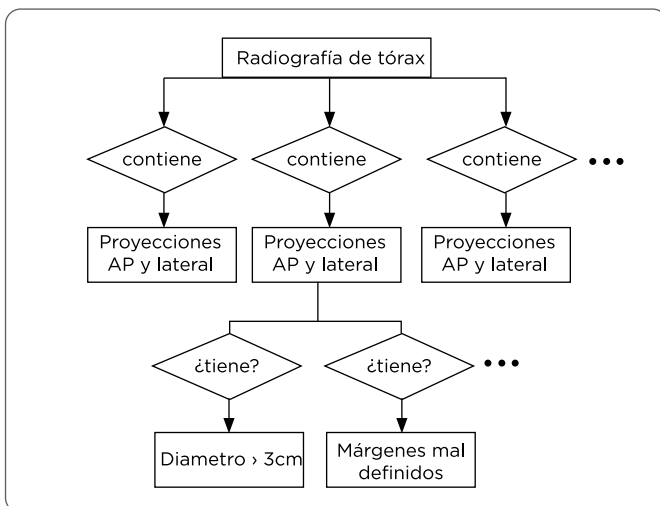 Radiografía de tórax
contiene
contiene
contiene
Proyecciones
AP y lateral
Proyecciones
AP y lateral
Proyecciones
AP y lateral
¿tiene?
¿tiene?
Diametro › 3cm
Márgenes mal
definidos